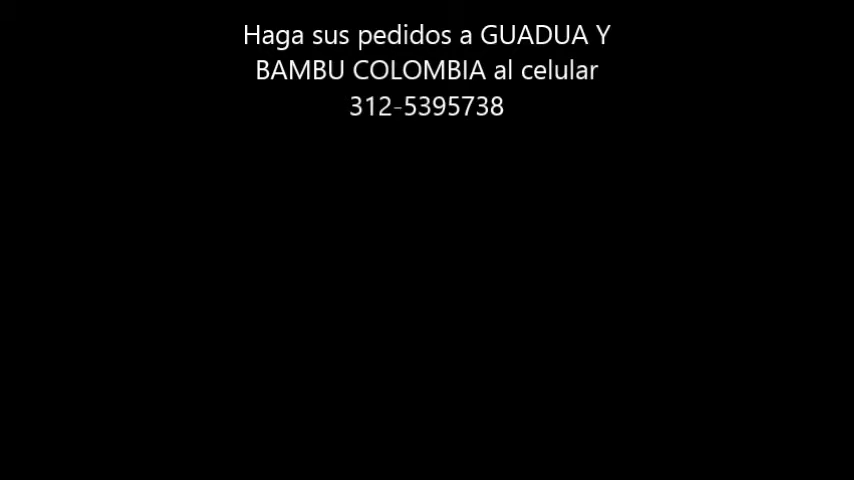 Haga sus pedidos a GUADUA Y
BAMBU COLOMBIA al celular
312-5395738